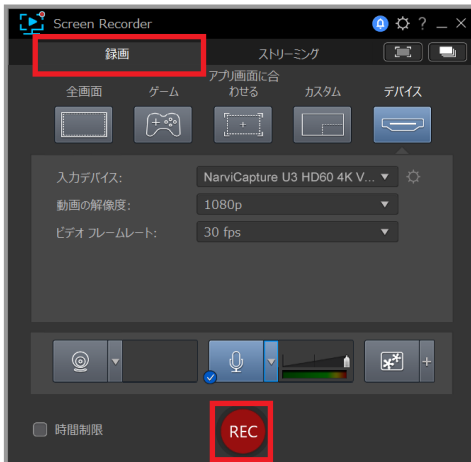 Screen Recorder
録画
ストリーミング
全画面
ゲーム
アプリ画面に合
わせる
カスタム
デバイス
入力デバイス:
NarviCapture U3 HD60 4K V...
動画の解像度:
1080p
ビデオ フレームレート:
30 fps
時間制限
REC